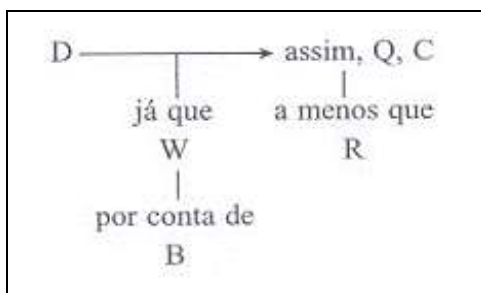 D assim, Q, C
já que a menos que
W R
por conta de
B